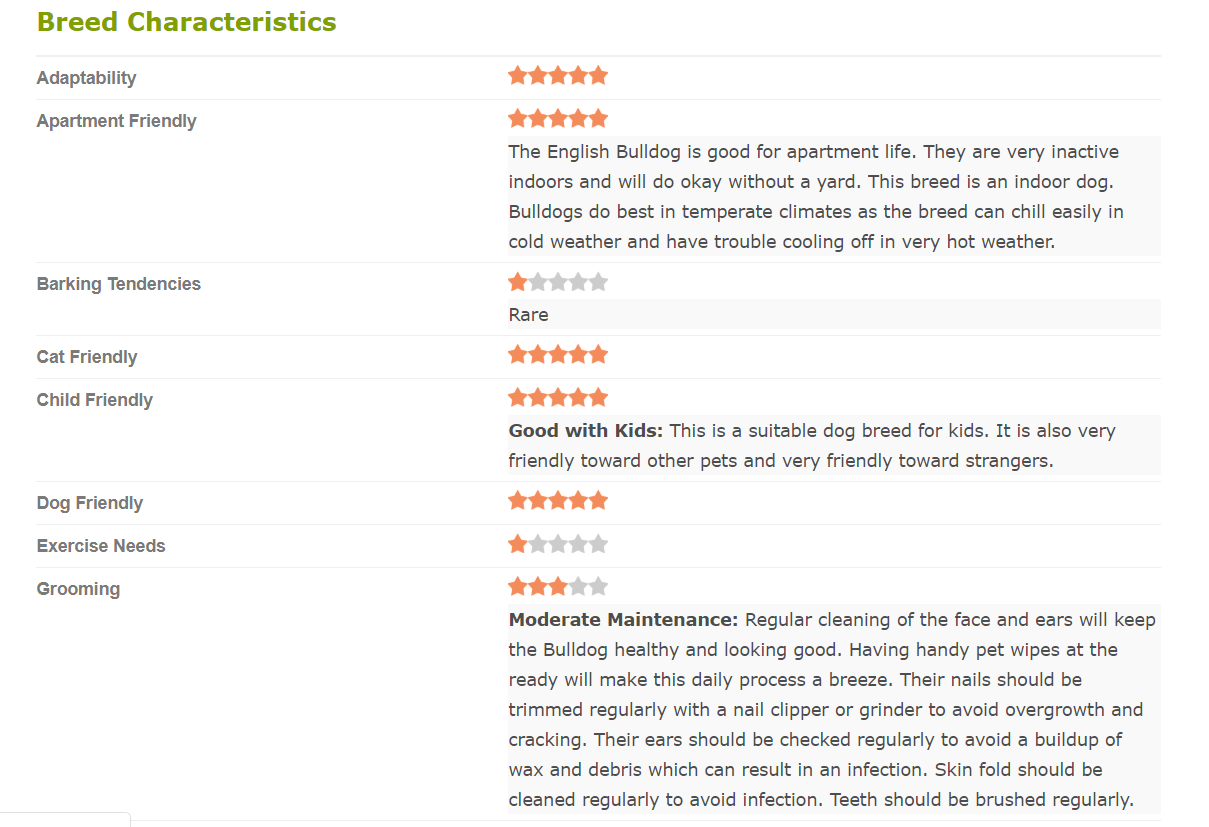 Breed Characteristics
Adaptability
Apartment Friendly
The English Bulldog is good for apartment life. They are very inactive
indoors and will do okay without a yard. This breed is an indoor dog.
Bulldogs do best in temperate climates as the breed can chill easily in
cold weather and have trouble cooling off in very hot weather.
Barking Tendencies
Rare
Cat Friendly
Child Friendly
Good with Kids: This is a suitable dog breed for kids. It is also very
friendly toward other pets and very friendly toward strangers.
Dog Friendly
Exercise Needs
Grooming
Moderate Maintenance: Regular cleaning of the face and ears will keep
the Bulldog healthy and looking good. Having handy pet wipes at the
ready will make this daily process a breeze. Their nails should be
trimmed regularly with a nail clipper or grinder to avoid overgrowth and
cracking. Their ears should be checked regularly to avoid a buildup of
wax and debris which can result in an infection. Skin fold should be
cleaned regularly to avoid infection. Teeth should be brushed regularly.